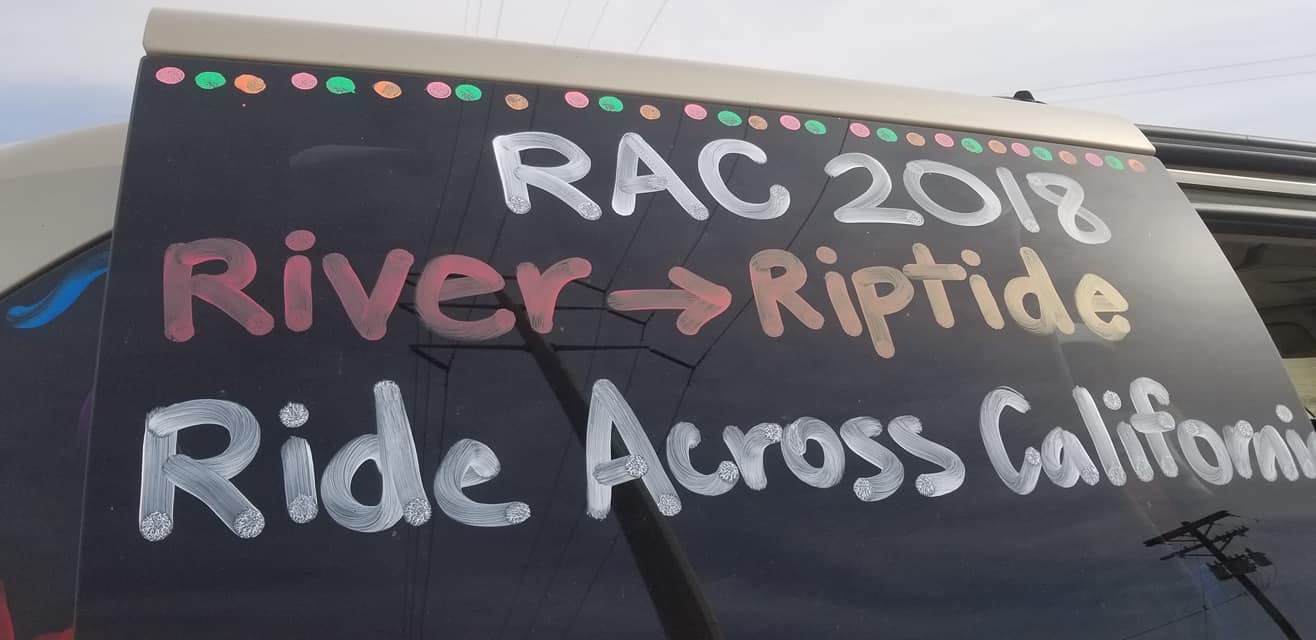 RAC 2018
River → Riptide
Ride Across Californi